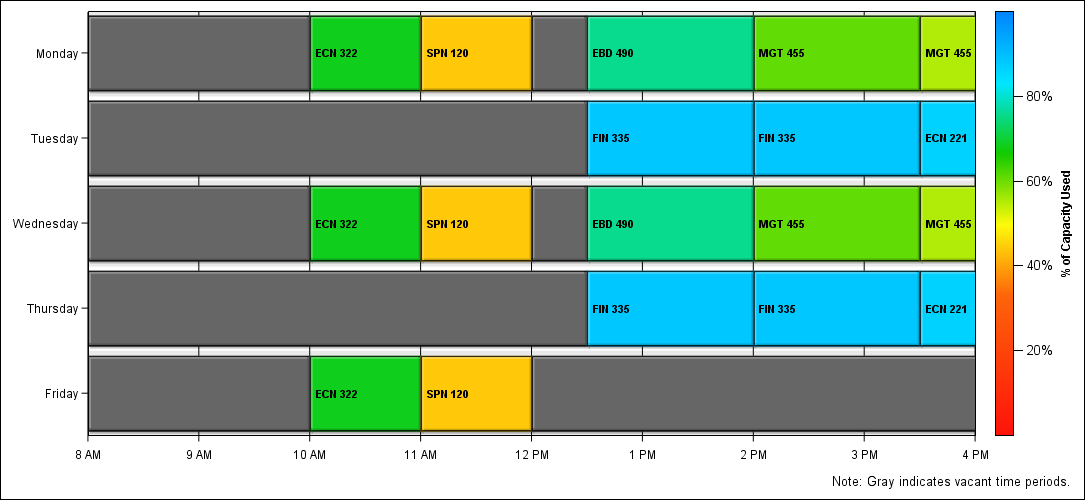 Monday ECN 322 SPN 120 EBD 490 MGT 455 MGT 455
80%
Tuesday FIN 335 FIN 335 ECN 221
60%
Wednesday ECN 322 SPN 120 EBD 490 MGT 455 MGT 455
% of Capacity Used
40%
Thursday FIN 335 FIN 335 ECN 221
20%
Friday ECN 322 SPN 120
8 AM 9 AM 10 AM 11 AM 12 PM 1 PM 2 PM 3 PM 4 PM
Note: Gray indicates vacant time periods.